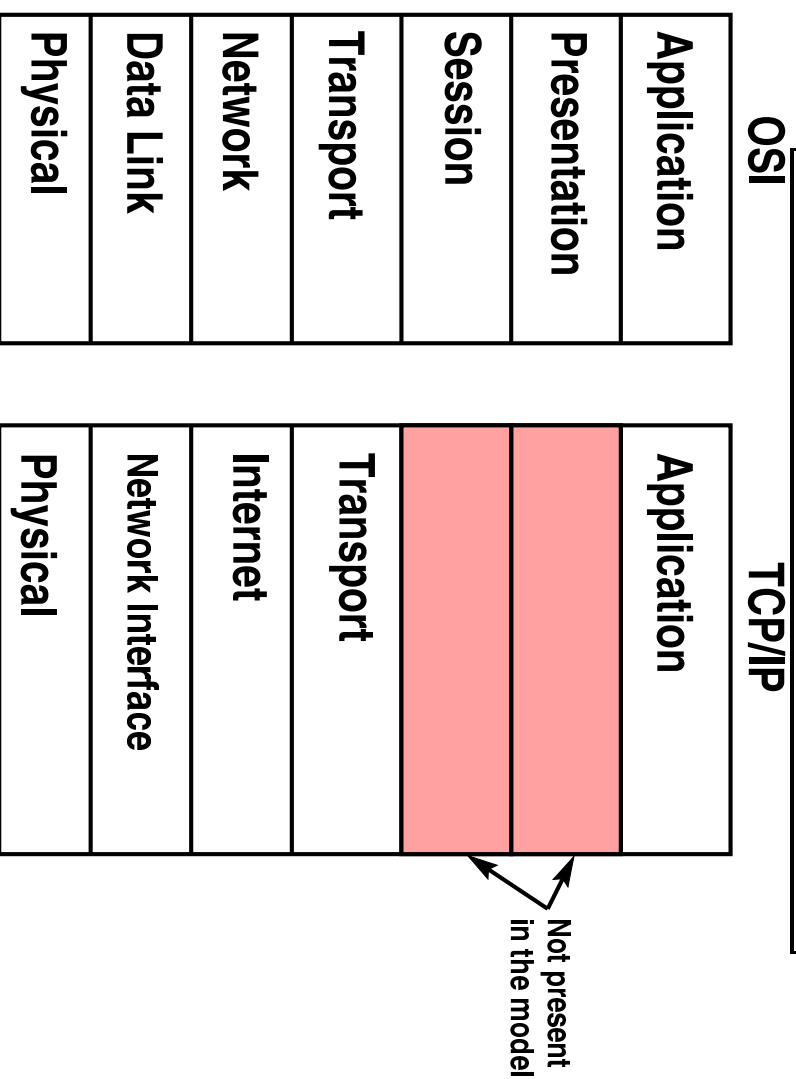 OSI
TCP/IP
Application
Presentation
Session
Transport
Network
Data Link
Physical
Application
Transport
Internet
Network Interface
Physical
Not present
in the model